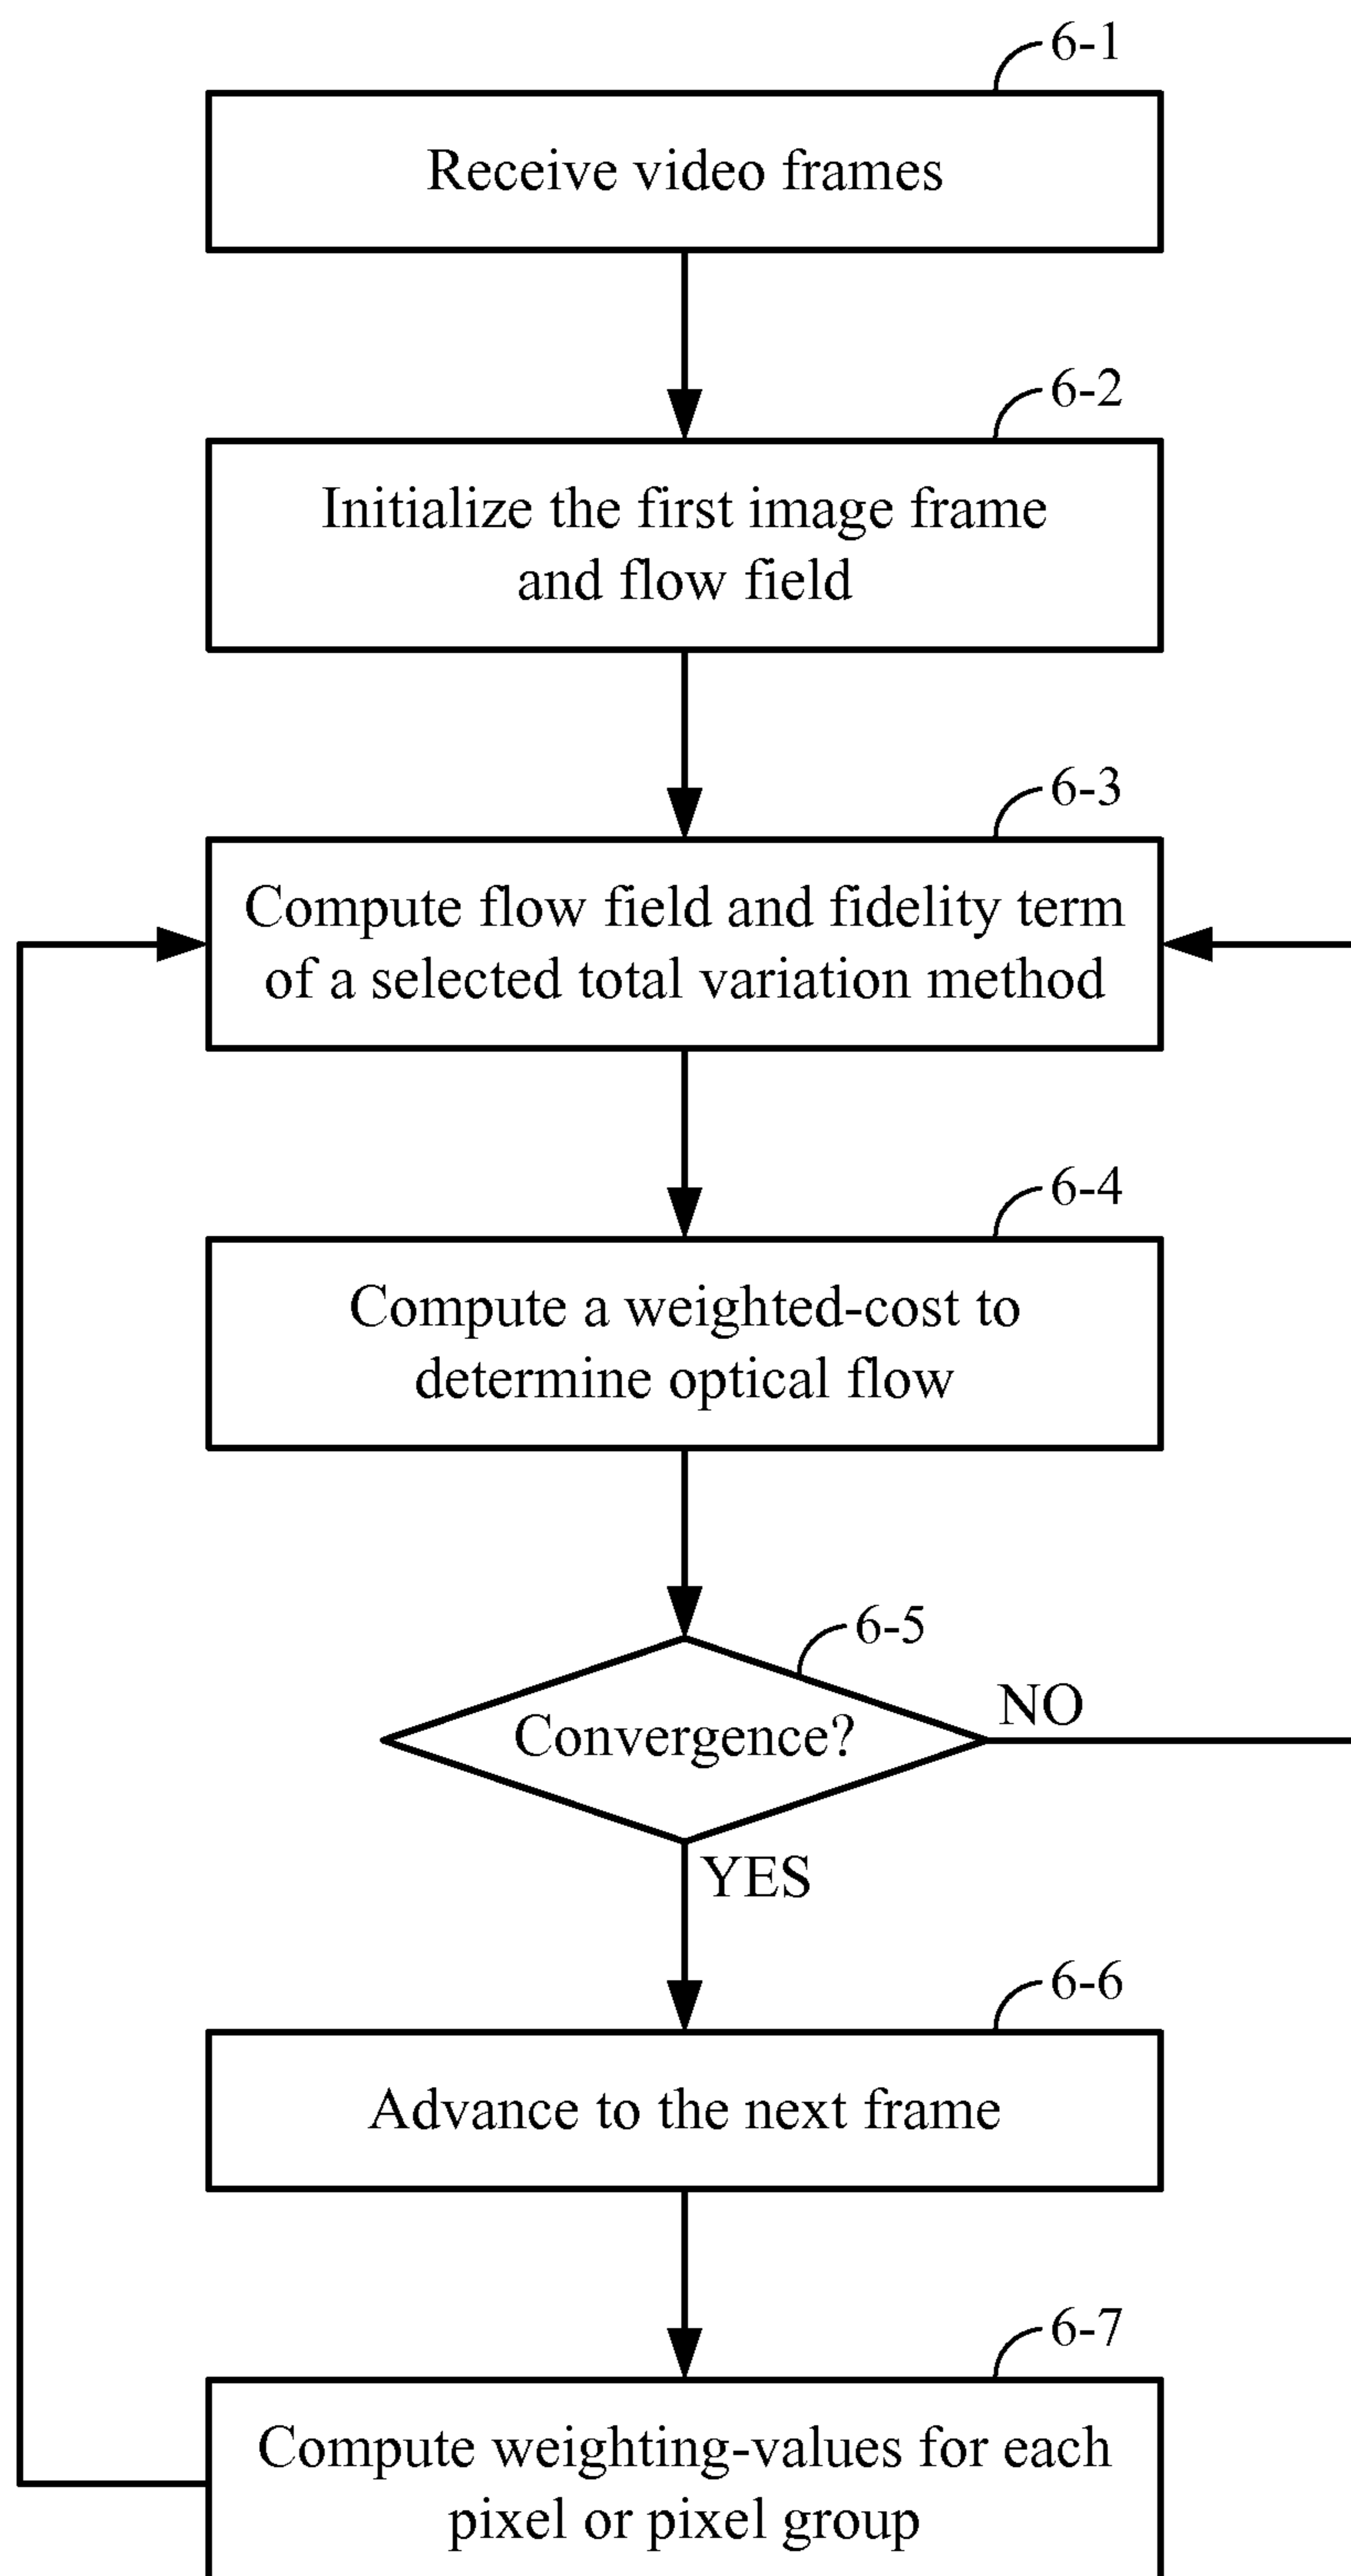 6-1
Receive video frames
6-2
Initialize the first image frame
and flow field
6-3
Compute flow field and fidelity term
of a selected total variation method
6-4
Compute a weighted-cost to
determine optical flow
6-5
Convergence?
NO
YES
6-6
Advance to the next frame
6-7
Compute weighting-values for each
pixel or pixel group